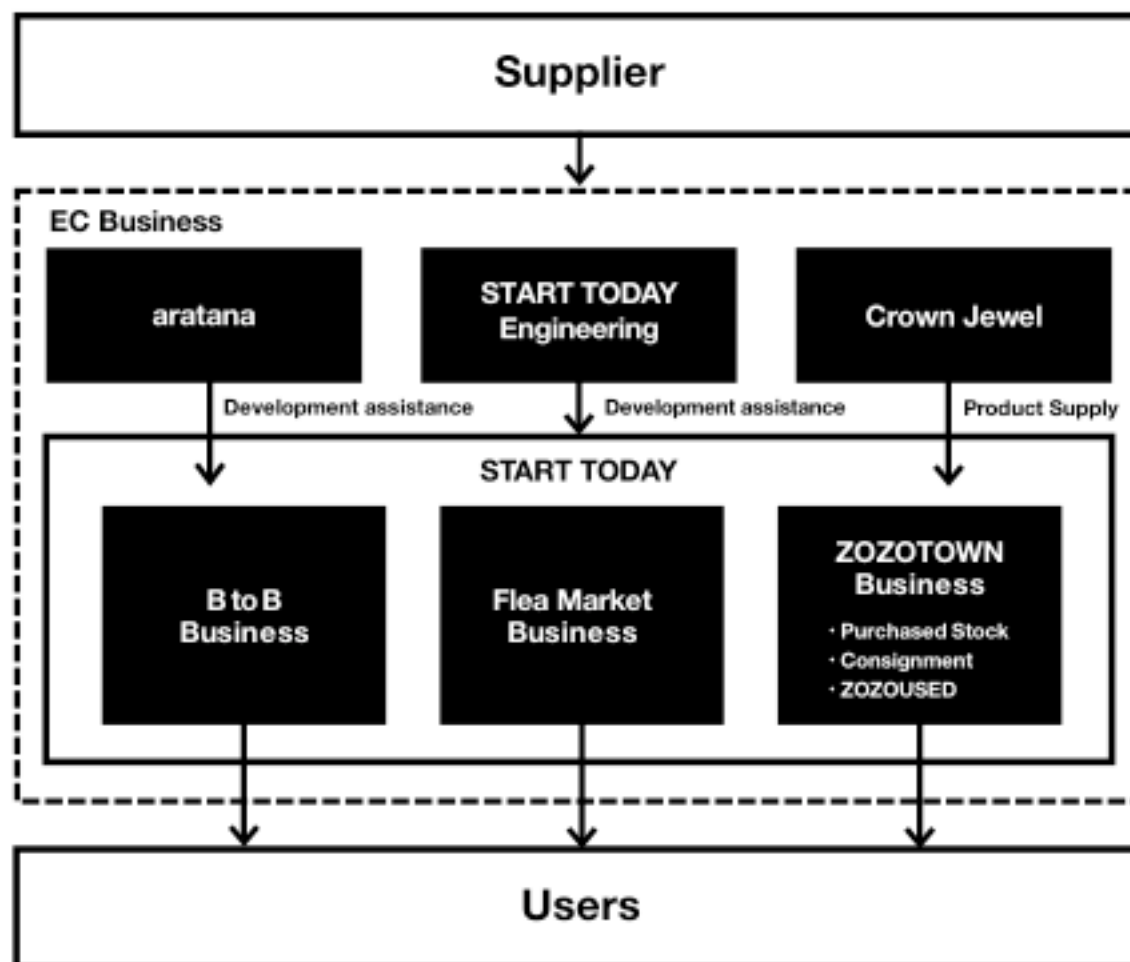 Supplier
EC Business
aratana
START TODAY
Engineering
Crown Jewel
Development assistance
Development assistance
Product Supply
START TODAY
B to B
Business
Flea Market
Business
ZOZOTOWN
Business
・Purchased Stock
・Consignment
・ZOZOUSED
Users